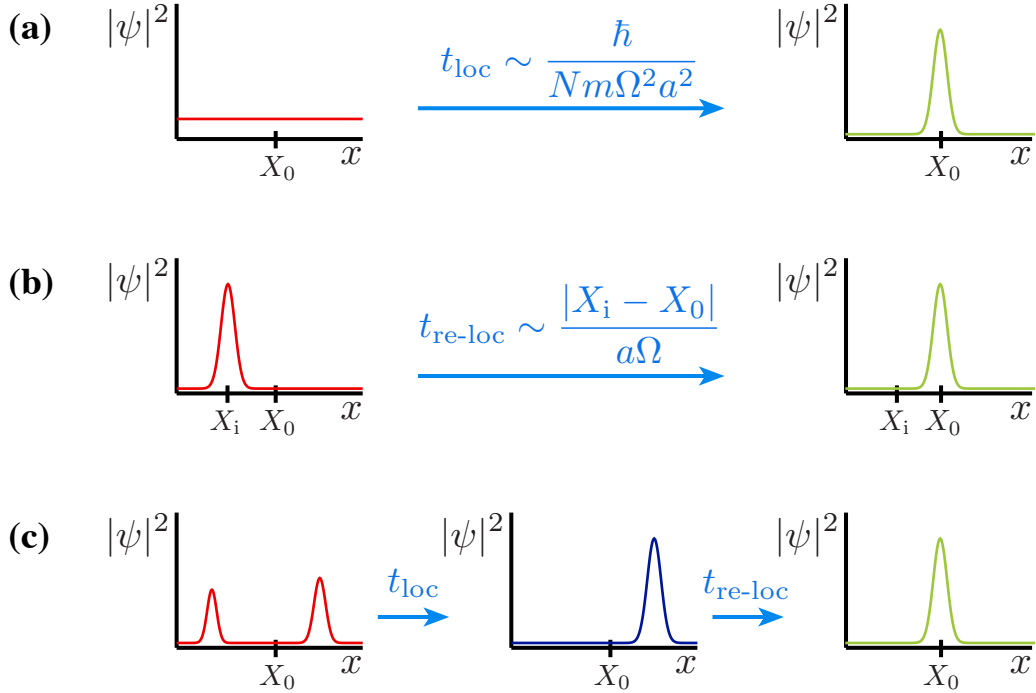 (a)
|ψ|²
x
X₀
t_loc ∼ ħ / NmΩ²a²
x
X₀
(b)
|ψ|²
x
X_i X₀
t_re-loc ∼ |X_i − X₀| / aΩ
|ψ|²
X_i X₀
(c)
|ψ|²
x
X₀
t_loc
|ψ|²
x
X₀
t_re-loc
|ψ|²
X₀